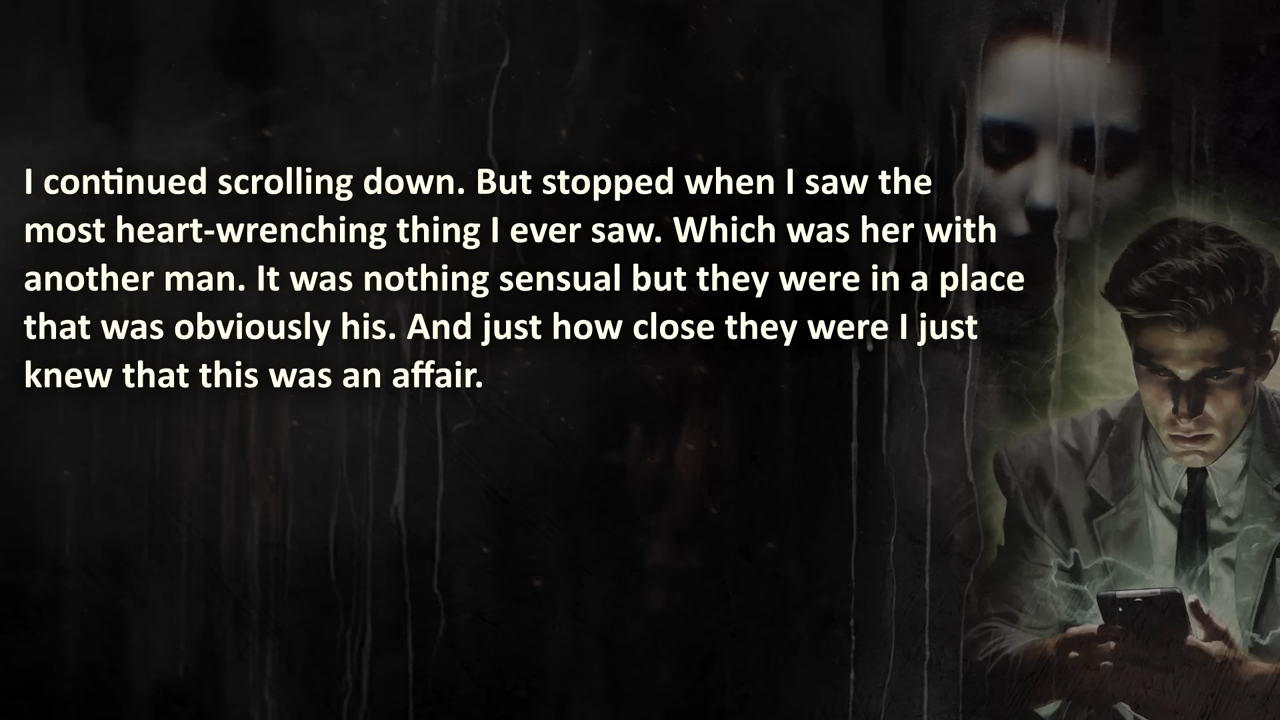 I continued scrolling down. But stopped when I saw the
most heart-wrenching thing I ever saw. Which was her with
another man. It was nothing sensual but they were in a place
that was obviously his. And just how close they were I just
knew that this was an affair.